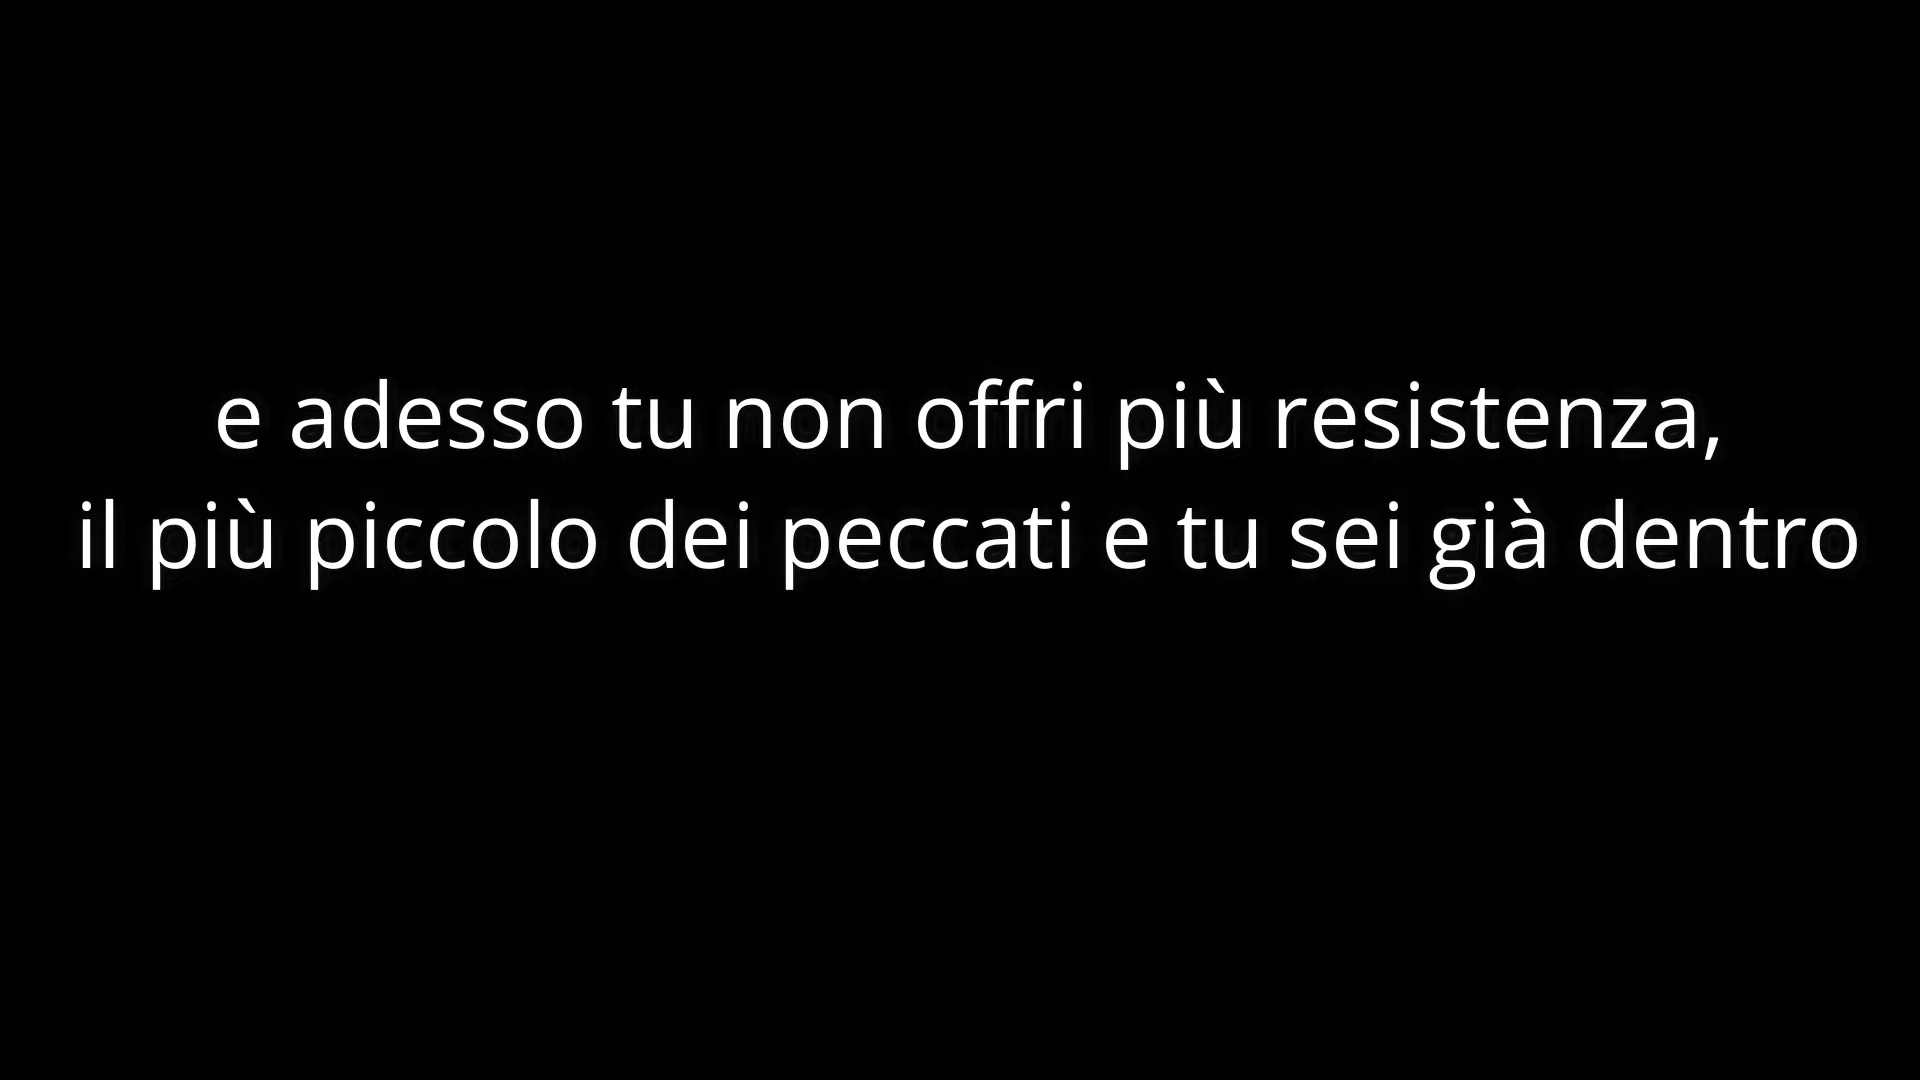 e adesso tu non offri più resistenza,
il più piccolo dei peccati e tu sei già dentro